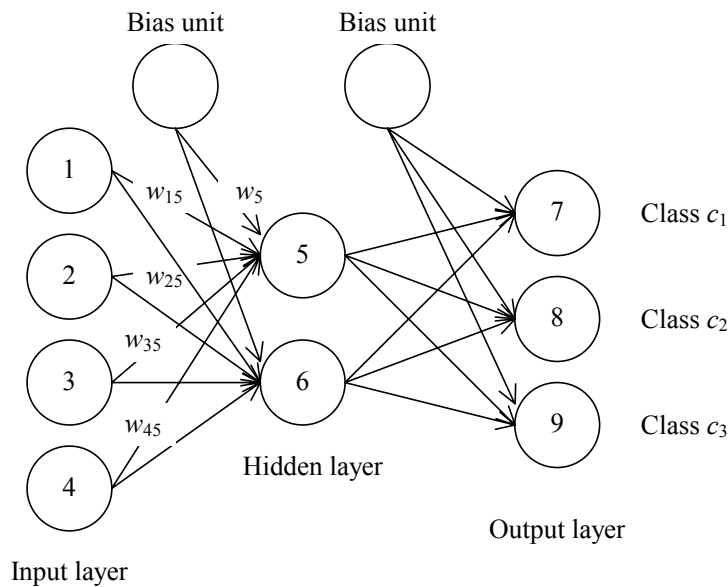 Bias unit
Bias unit
1
w15
w5
7
Class c1
2
w25
5
8
Class c2
3
w35
6
9
Class c3
w45
4
Hidden layer
Output layer
Input layer